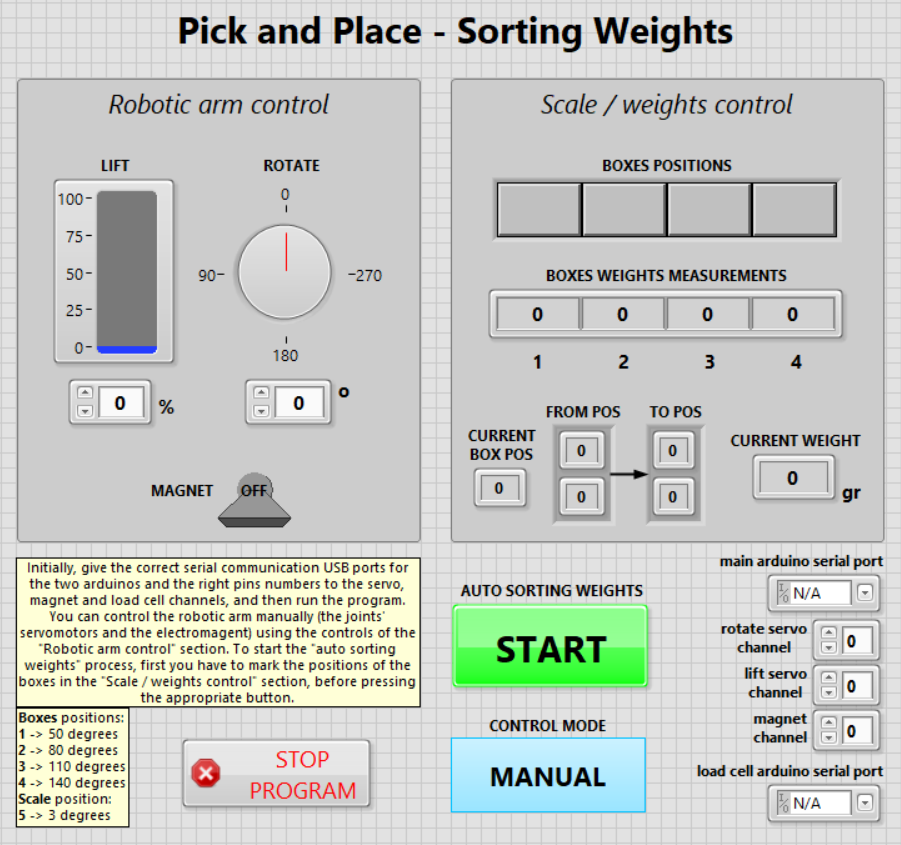 Pick and Place - Sorting Weights
Robotic arm control
LIFT
ROTATE
100
75
50
25
0
0
90
270
180
0
%
0
o
MAGNET
OFF
Scale / weights control
BOXES POSITIONS
BOXES WEIGHTS MEASUREMENTS
0 0 0 0
1 2 3 4
CURRENT
BOX POS
0
FROM POS
0
0
TO POS
0
0
CURRENT WEIGHT
0
gr
Initially, give the correct serial communication USB ports for
the two arduinos and the right pins numbers to the servo,
magnet and load cell channels, and then run the program.
You can control the robotic arm manually (the joints'
servomotors and the electromagent) using the controls of the
"Robotic arm control" section. To start the "auto sorting
weights" process, first you have to mark the positions of the
boxes in the "Scale / weights control" section, before pressing
the appropriate button.
Boxes positions:
1 -> 50 degrees
2 -> 80 degrees
3 -> 110 degrees
4 -> 140 degrees
Scale position:
5 -> 3 degrees
STOP
PROGRAM
AUTO SORTING WEIGHTS
START
CONTROL MODE
MANUAL
main arduino serial port
I/O N/A
rotate servo
channel
0
lift servo
channel
0
magnet
channel
0
load cell arduino serial port
I/O N/A